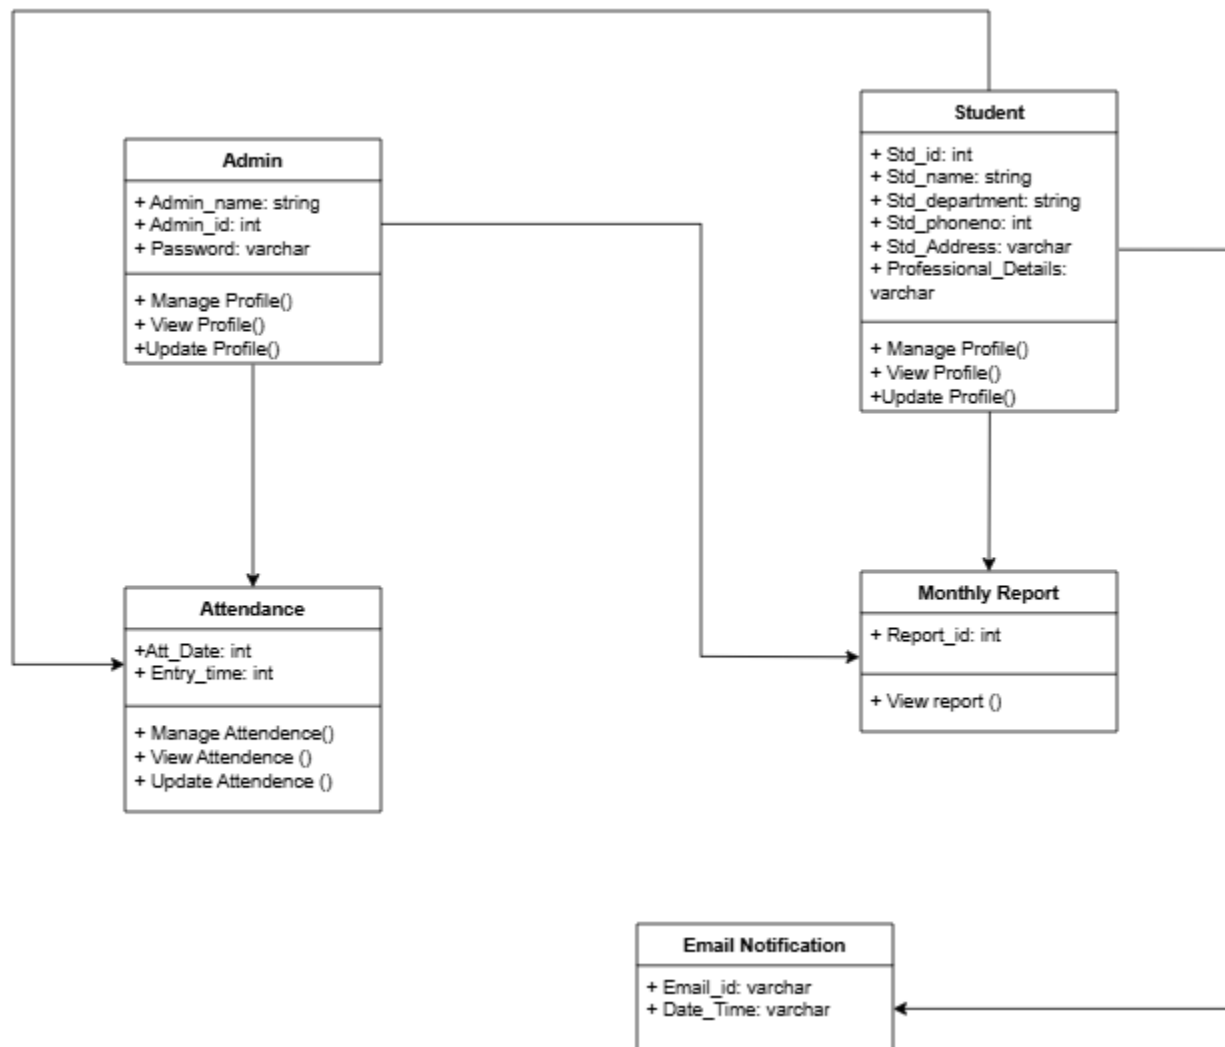 Student
+ Std_id: int
+ Std_name: string
+ Std_department: string
+ Std_phoneno: int
+ Std_Address: varchar
+ Professional_Details:
varchar
+ Manage Profile()
+ View Profile()
+Update Profile()
Admin
+ Admin_name: string
+ Admin_id: int
+ Password: varchar
+ Manage Profile()
+ View Profile()
+Update Profile()
Attendance
+Att_Date: int
+ Entry_time: int
+ Manage Attendence()
+ View Attendence ()
+ Update Attendence ()
Monthly Report
+ Report_id: int
+ View report ()
Email Notification
+ Email_id: varchar
+ Date_Time: varchar